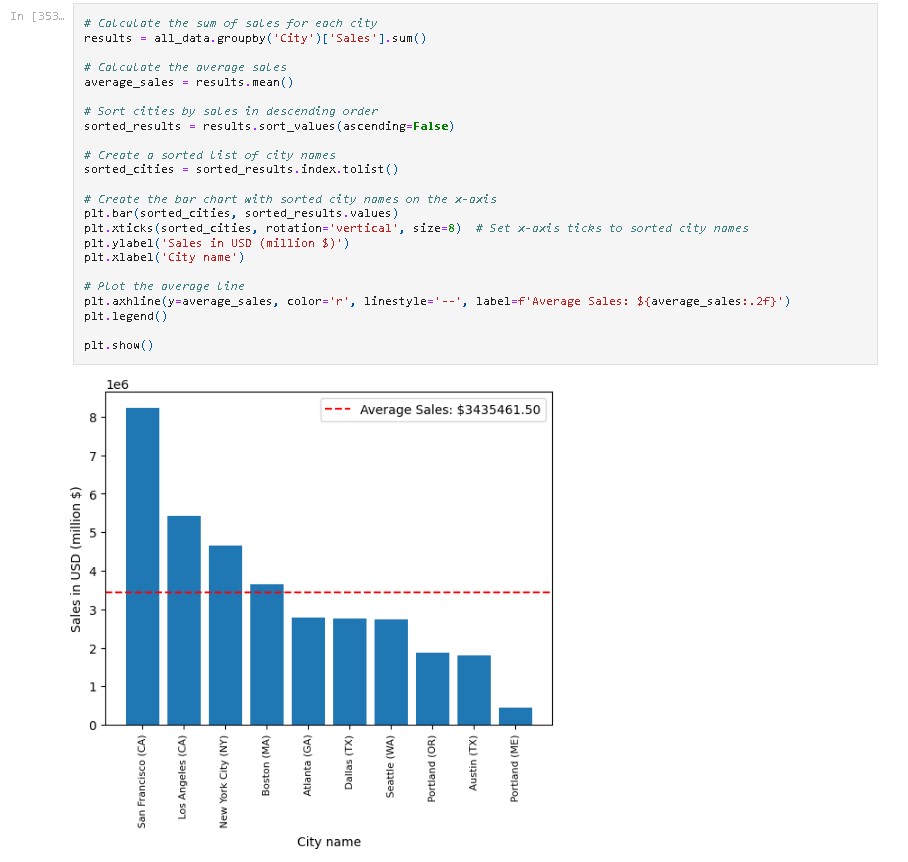 In [353…
# Calculate the sum of sales for each city
results = all_data.groupby('City')['Sales'].sum()
# Calculate the average sales
average_sales = results.mean()
# Sort cities by sales in descending order
sorted_results = results.sort_values(ascending=False)
# Create a sorted list of city names
sorted_cities = sorted_results.index.tolist()
# Create the bar chart with sorted city names on the x-axis
plt.bar(sorted_cities, sorted_results.values)
plt.xticks(sorted_cities, rotation='vertical', size=8)  # Set x-axis ticks to sorted city names
plt.ylabel('Sales in USD (million $)')
plt.xlabel('City name')
# Plot the average line
plt.axhline(y=average_sales, color='r', linestyle='--', label=f'Average Sales: ${average_sales:.2f}')
plt.legend()
plt.show()
1e6
Average Sales: $3435461.50
8
7
6
5
4
3
2
1
0
Sales in USD (million $)
San Francisco (CA)
Los Angeles (CA)
New York City (NY)
Boston (MA)
Atlanta (GA)
Dallas (TX)
Seattle (WA)
Portland (OR)
Austin (TX)
Portland (ME)
City name